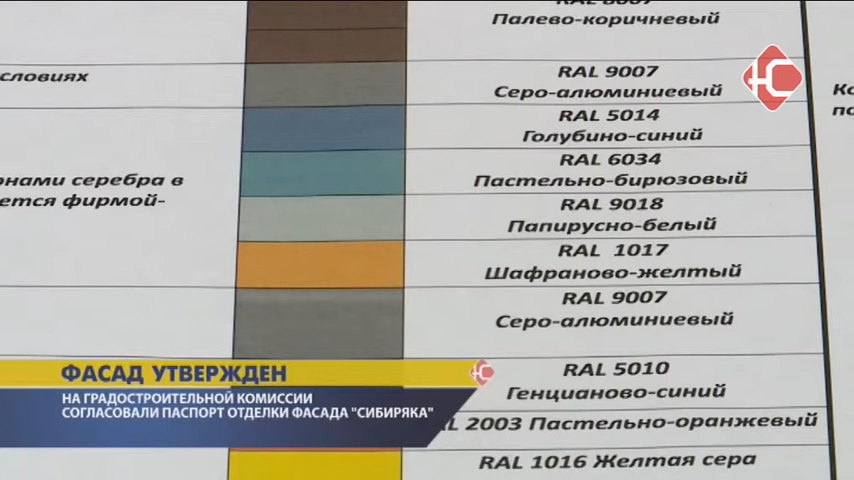 Палево-коричневый
словиях
RAL 9007
Серо-алюминиевый
RAL 5014
Голубино-синий
RAL 6034
Пастельно-бирюзовый
онами серебра в
ется фирмой-
RAL 9018
Папирусно-белый
RAL 1017
Шафраново-желтый
RAL 9007
Серо-алюминиевый
RAL 5010
Генцианово-синий
L 2003 Пастельно-оранжевый
RAL 1016 Желтая сера
ФАСАД УТВЕРЖДЕН
НА ГРАДОСТРОИТЕЛЬНОЙ КОМИССИИ
СОГЛАСОВАЛИ ПАСПОРТ ОТДЕЛКИ ФАСАДА "СИБИРЯКА"